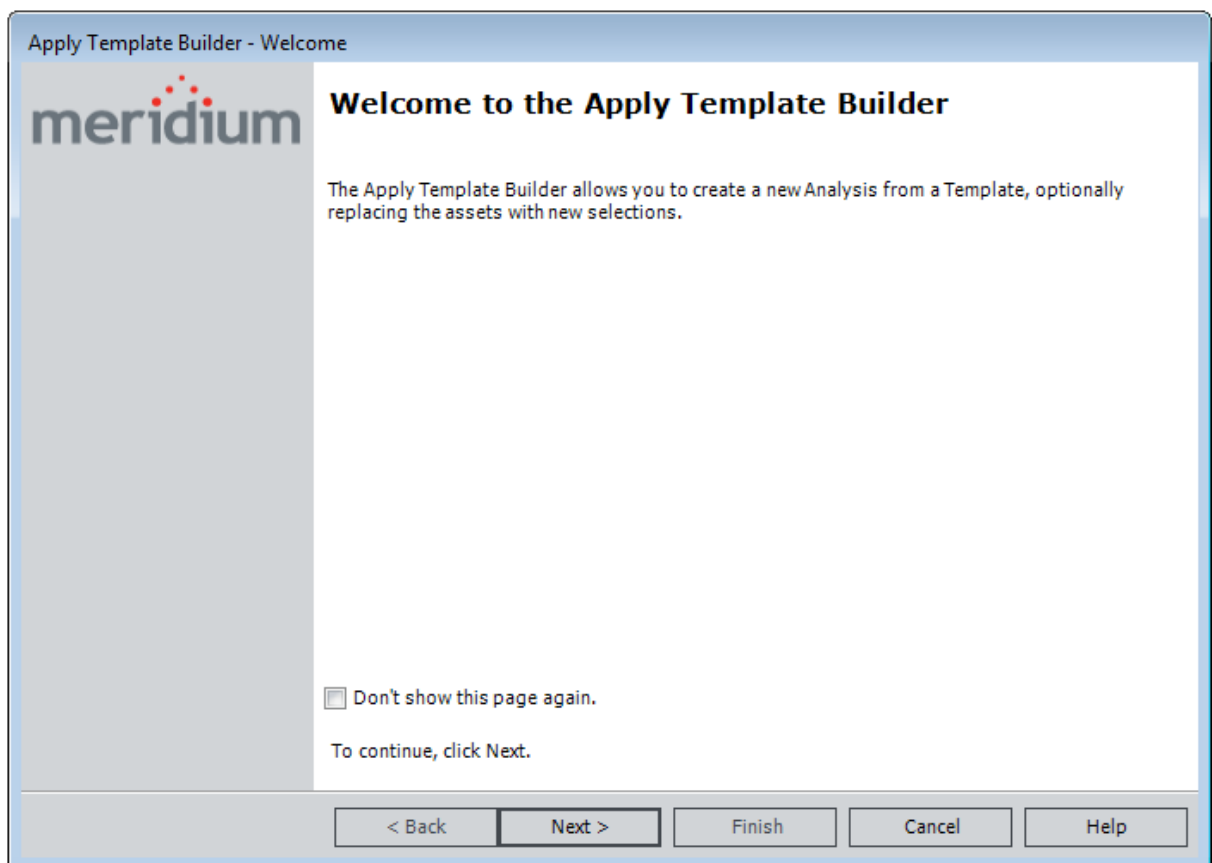 Apply Template Builder - Welcome
meridium
Welcome to the Apply Template Builder
The Apply Template Builder allows you to create a new Analysis from a Template, optionally
replacing the assets with new selections.
Don't show this page again.
To continue, click Next.
< Back
Next >
Finish
Cancel
Help